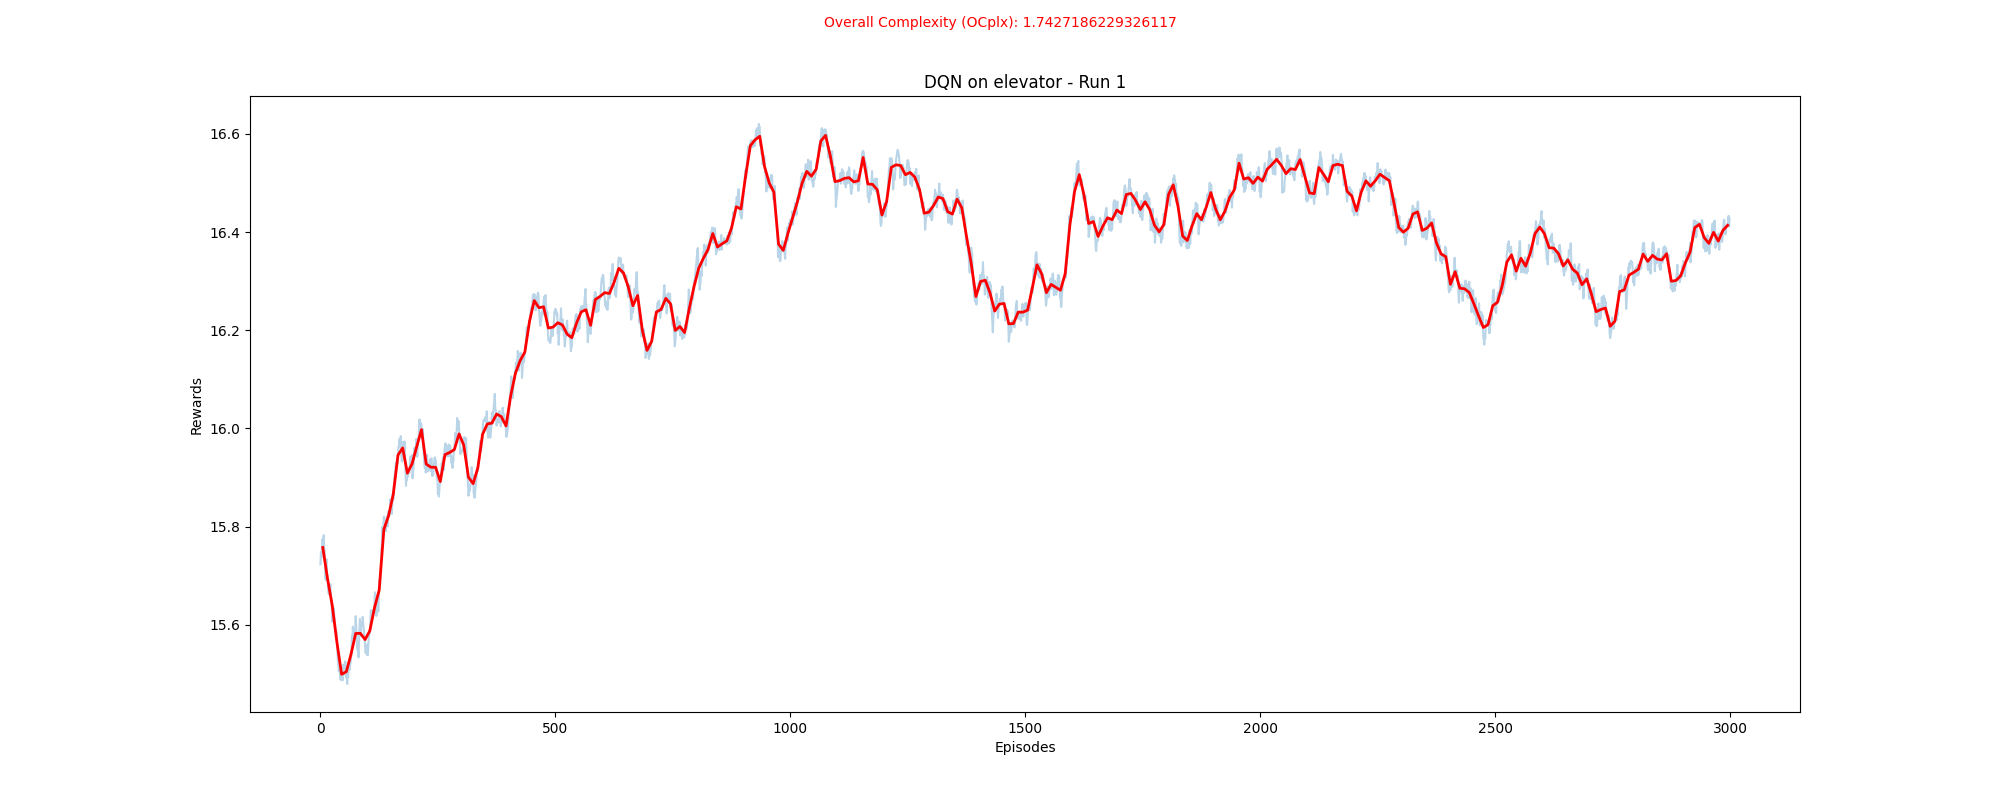 Overall Complexity (OCplx): 1.7427186229326117
DQN on elevator - Run 1
Rewards
16.6
16.4
16.2
16.0
15.8
15.6
0 500 1000 1500 2000 2500 3000
Episodes